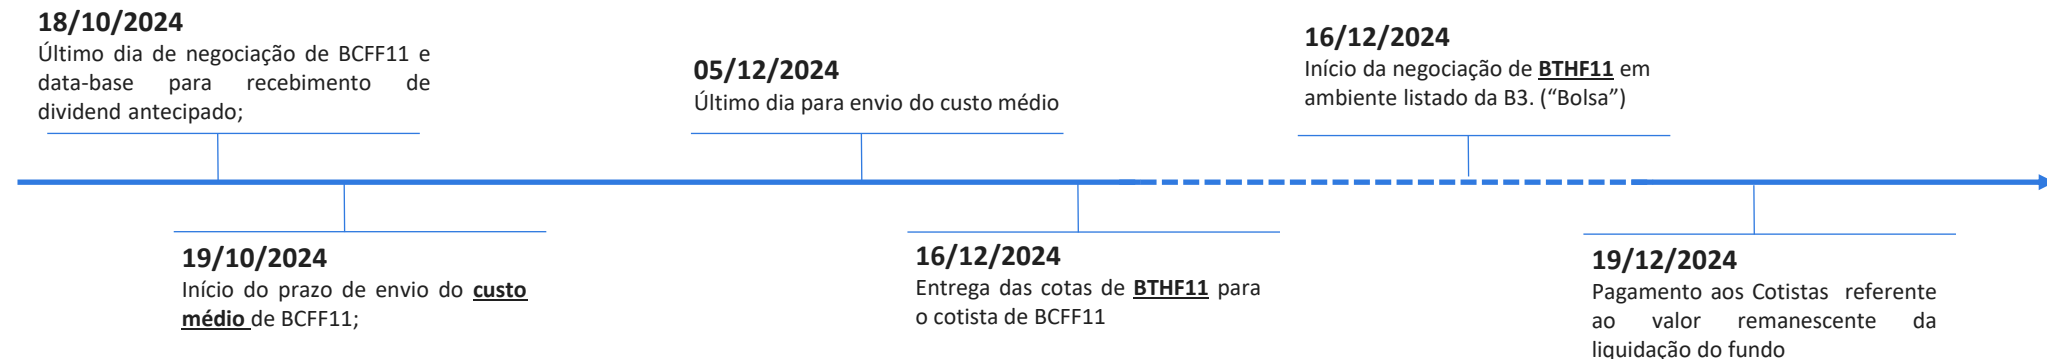 18/10/2024
Último dia de negociação de BCFF11 e
data-base para recebimento de
dividend antecipado;
19/10/2024
Início do prazo de envio do custo
médio de BCFF11;
05/12/2024
Último dia para envio do custo médio
16/12/2024
Entrega das cotas de BTHF11 para
o cotista de BCFF11
16/12/2024
Início da negociação de BTHF11 em
ambiente listado da B3. (“Bolsa”)
19/12/2024
Pagamento aos Cotistas referente
ao valor remanescente da
liquidação do fundo